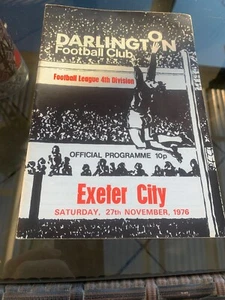 DARLINGTON
Football Club
Football League 4th Division
OFFICIAL PROGRAMME 10p
Exeter City
SATURDAY, 27th NOVEMBER, 1976